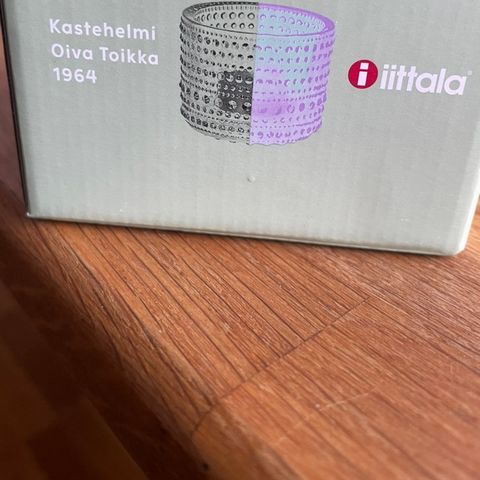 Kastehelmi
Oiva Toikka
1964
i iittala